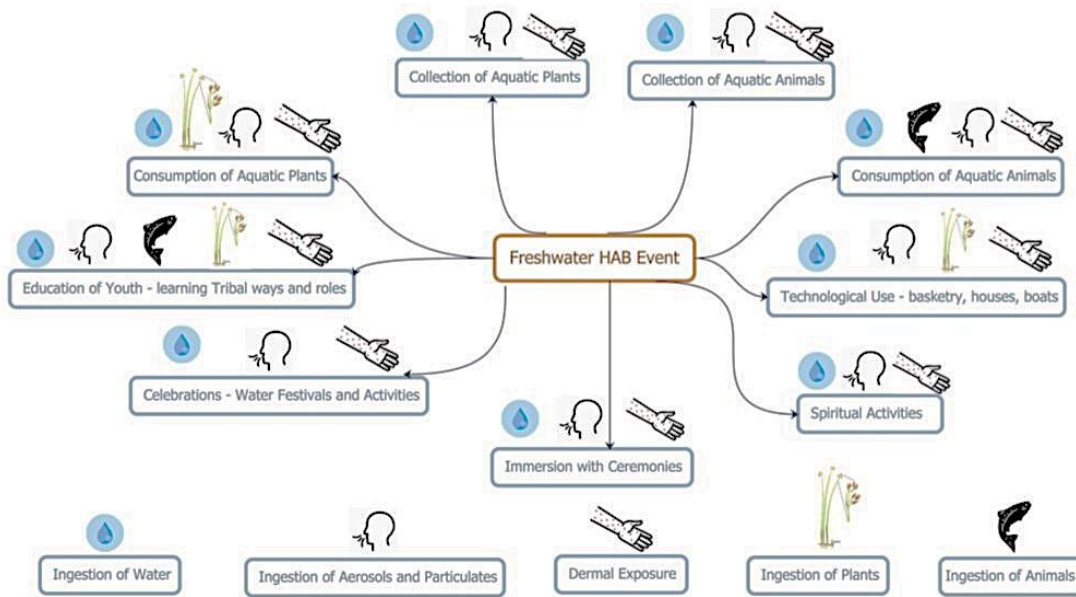 Collection of Aquatic Plants
Collection of Aquatic Animals
Consumption of Aquatic Plants
Consumption of Aquatic Animals
Freshwater HAB Event
Education of Youth - learning Tribal ways and roles
Technological Use - basketry, houses, boats
Celebrations - Water Festivals and Activities
Spiritual Activities
Immersion with Ceremonies
Ingestion of Water
Ingestion of Aerosols and Particulates
Dermal Exposure
Ingestion of Plants
Ingestion of Animals